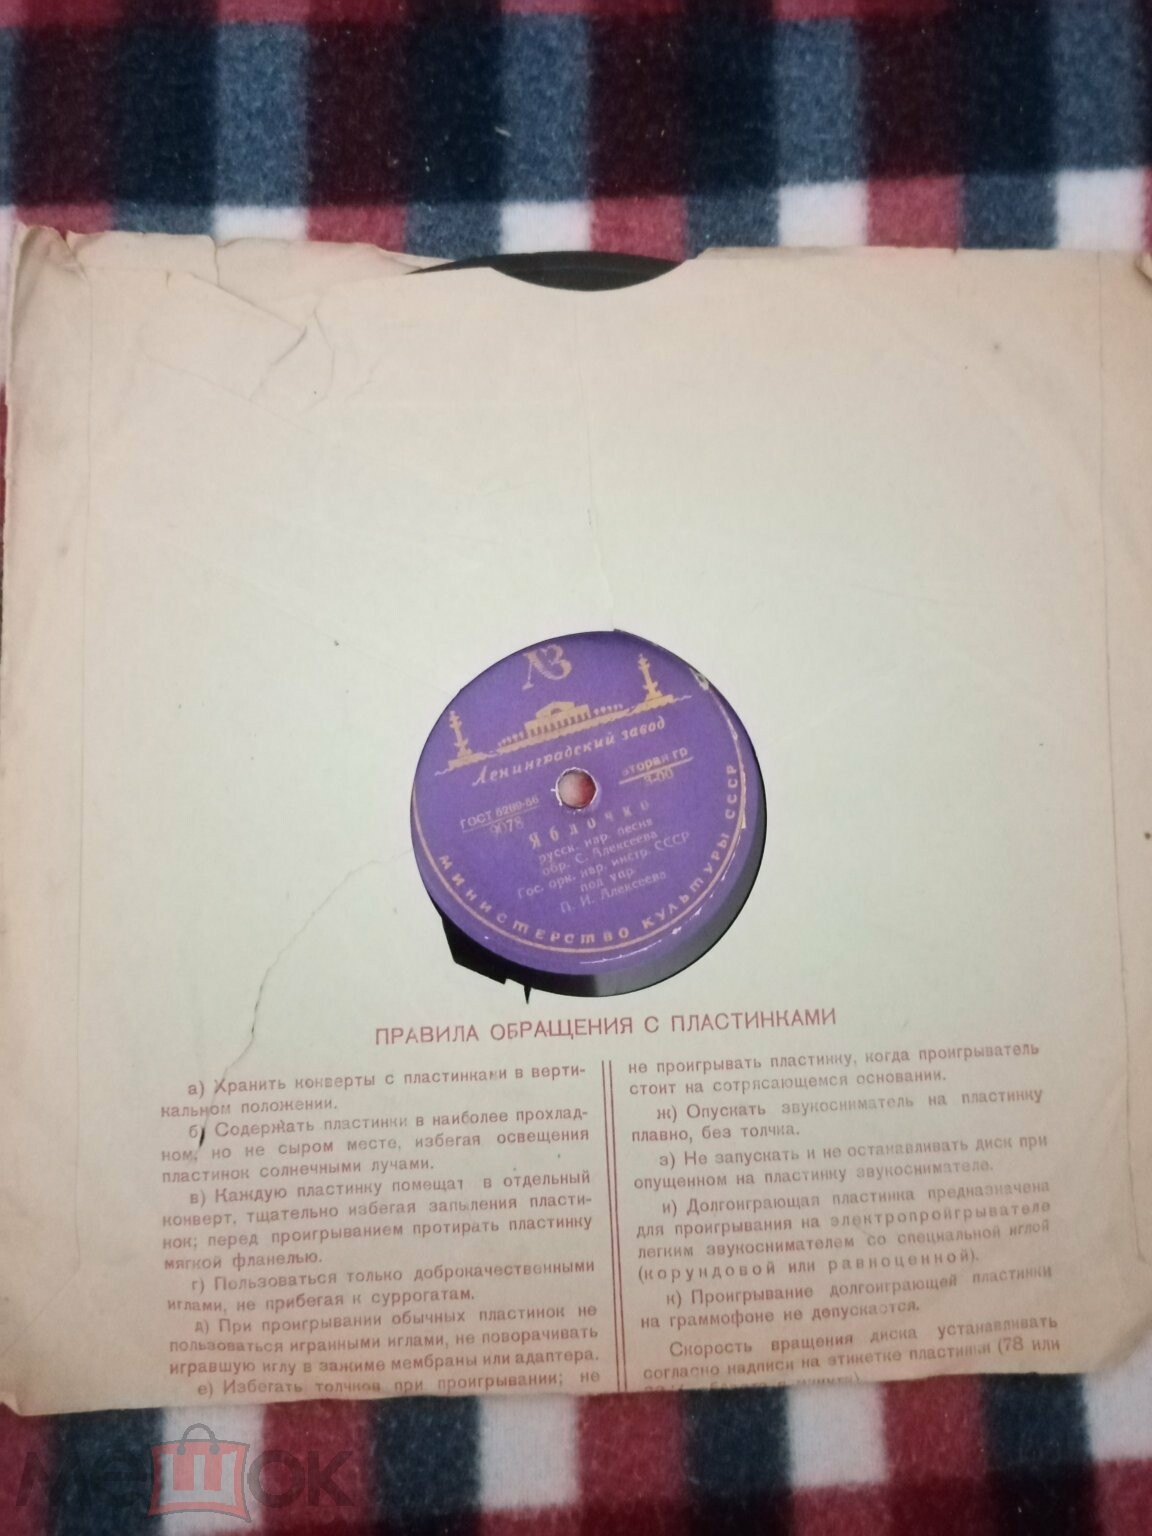 ЛЗ
Ленинградский завод
ГОСТ 5289-56
9078
вторая гр
9-00
Яблочко
русск. нар. песня
обр. С. Алексеева
Гос. орк. нар. инстр. СССР
под упр.
П. И. Алексеева
МИНИСТЕРСТВО КУЛЬТУРЫ СССР
ПРАВИЛА ОБРАЩЕНИЯ С ПЛАСТИНКАМИ
а) Хранить конверты с пластинками в верти-
кальном положении.
б) Содержать пластинки в наиболее прохлад-
ном, но не сыром месте, избегая освещения
пластинок солнечными лучами.
в) Каждую пластинку помещат в отдельный
конверт, тщательно избегая запыления пласти-
нок; перед проигрыванием протирать пластинку
мягкой фланелью.
г) Пользоваться только доброкачественными
иглами, не прибегая к суррогатам.
д) При проигрывании обычных пластинок не
пользоваться игранными иглами, не поворачивать
игравшую иглу в зажиме мембраны или адаптера.
е) Избегать толчков при проигрывании; не
не проигрывать пластинку, когда проигрыватель
стоит на сотрясающемся основании.
ж) Опускать звукосниматель на пластинку
плавно, без толчка.
з) Не запускать и не останавливать диск при
опущенном на пластинку звукоснимателе.
и) Долгоиграющая пластинка предназначена
для проигрывания на электропроигрывателе
легким звукоснимателем со специальной иглой
(корундовой или равноценной).
к) Проигрывание долгоиграющей пластинки
на граммофоне не допускается.
Скорость вращения диска устанавливать
согласно надписи на этикетке пластинки (78 или
мешок